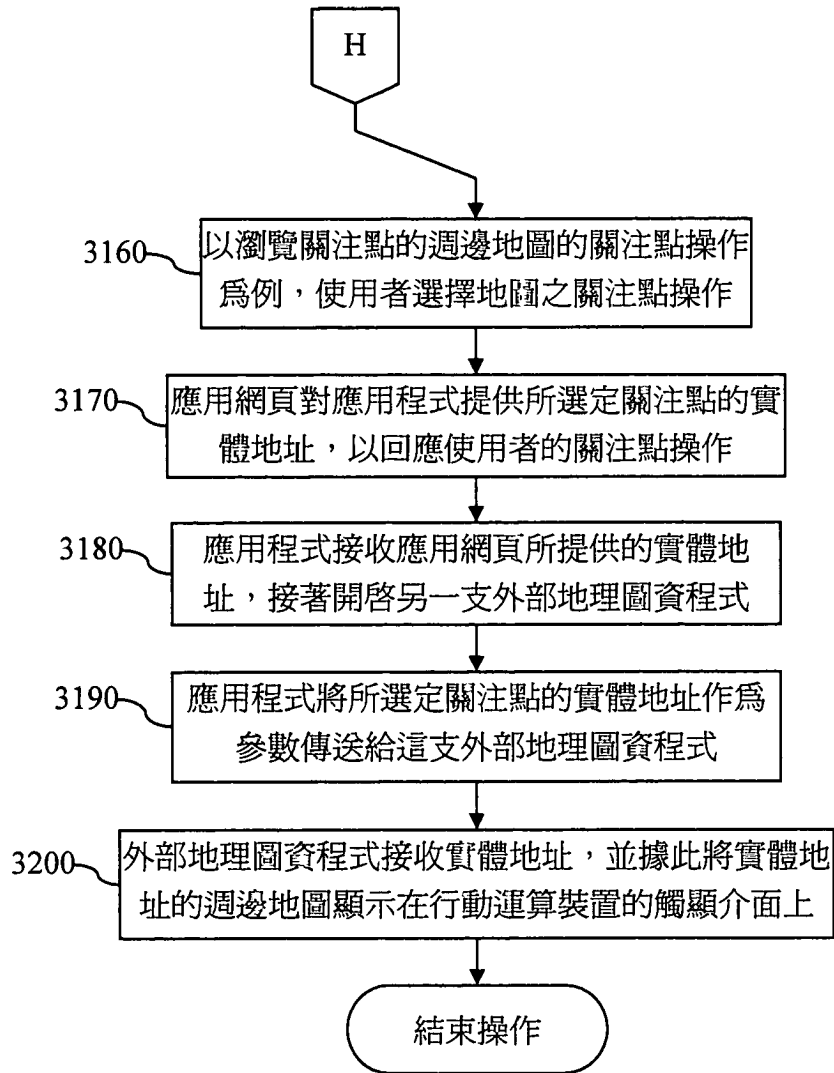 H
3160
以瀏覽關注點的週邊地圖的關注點操作
爲例，使用者選擇地圖之關注點操作
3170
應用網頁對應用程式提供所選定關注點的實
體地址，以回應使用者的關注點操作
3180
應用程式接收應用網頁所提供的實體地
址，接著開啓另一支外部地理圖資程式
3190
應用程式將所選定關注點的實體地址作爲
參數傳送給這支外部地理圖資程式
3200
外部地理圖資程式接收實體地址，並據此將實體地
址的週邊地圖顯示在行動運算裝置的觸顯介面上
結束操作